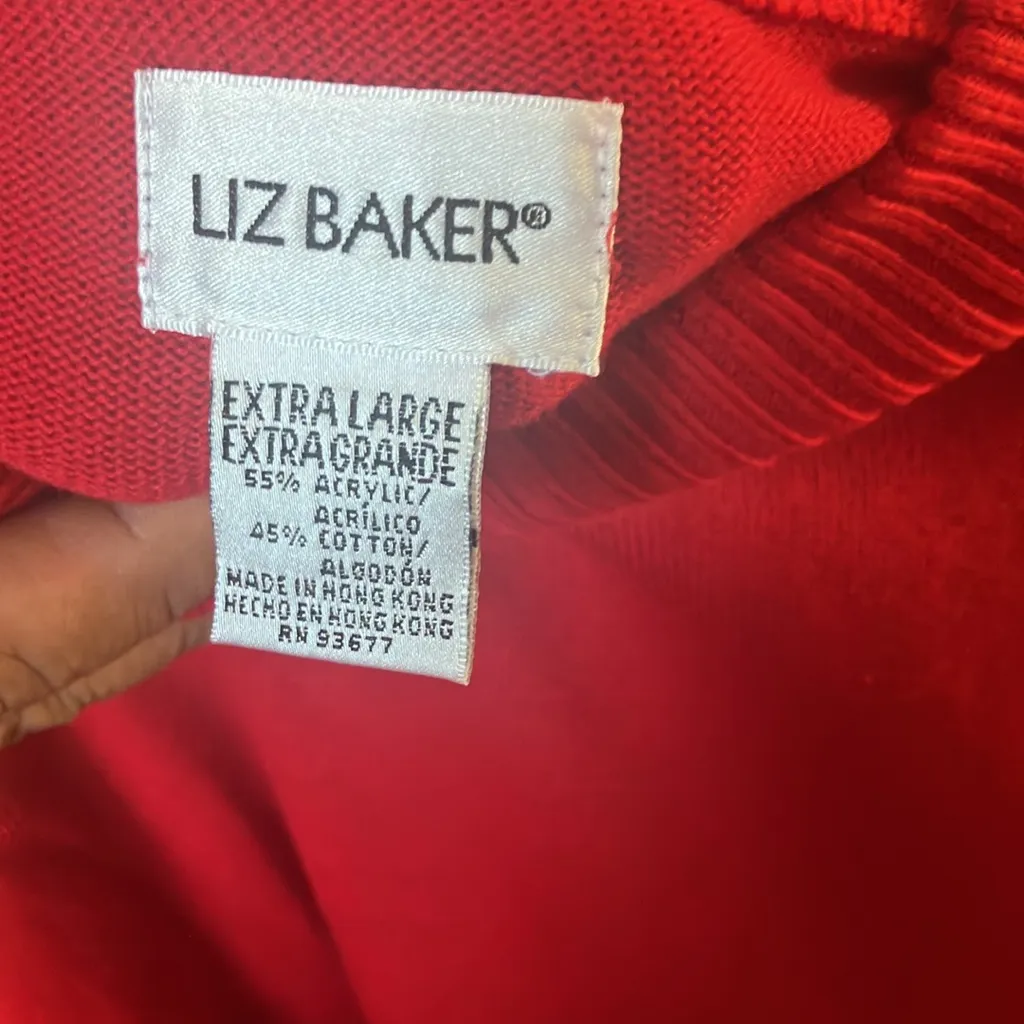 LIZ BAKER®
EXTRA LARGE
EXTRA GRANDE
55% ACRYLIC/
ACRÍLICO
45% COTTON/
ALGODÓN
MADE IN HONG KONG
HECHO EN HONG KONG
RN 93677